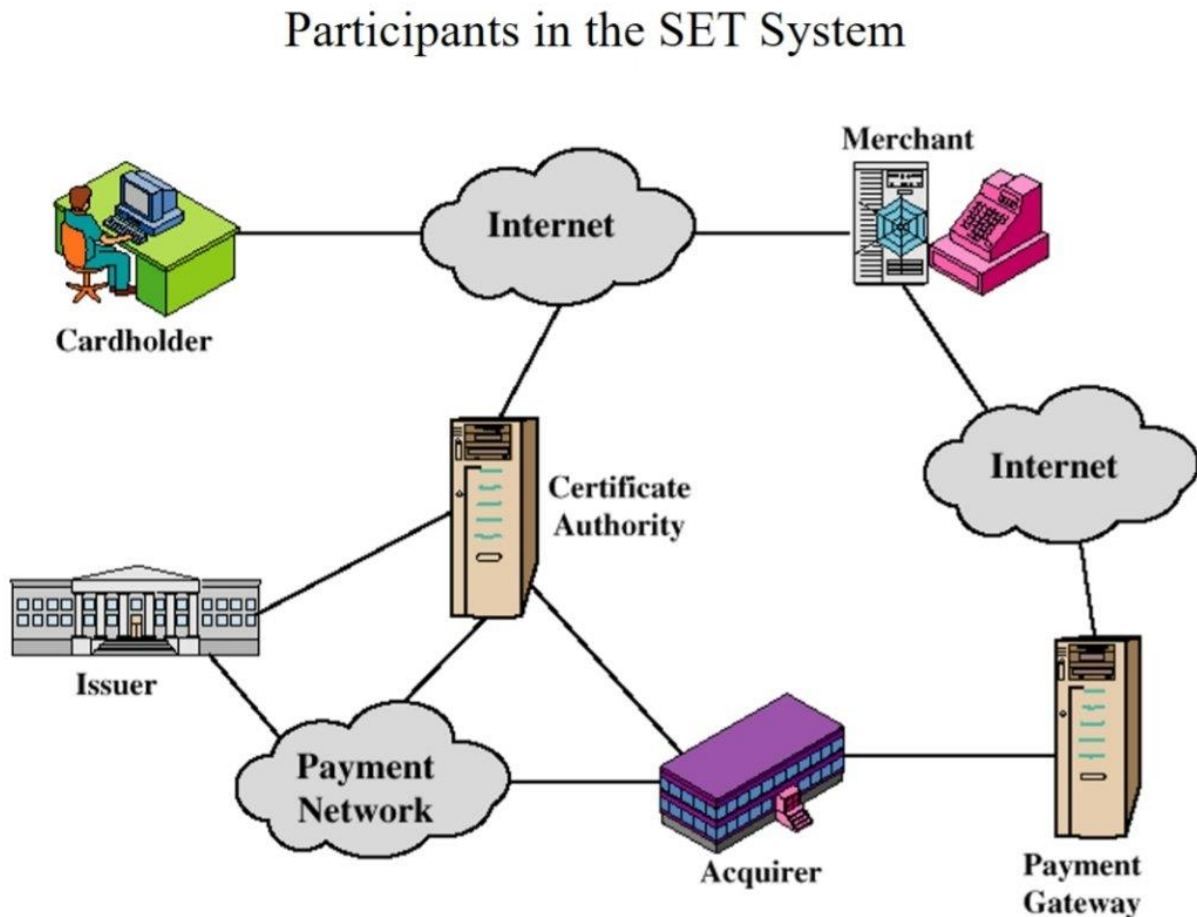 Participants in the SET System
Merchant
Internet
Cardholder
Internet
Certificate
Authority
Issuer
Payment
Network
Acquirer
Payment
Gateway